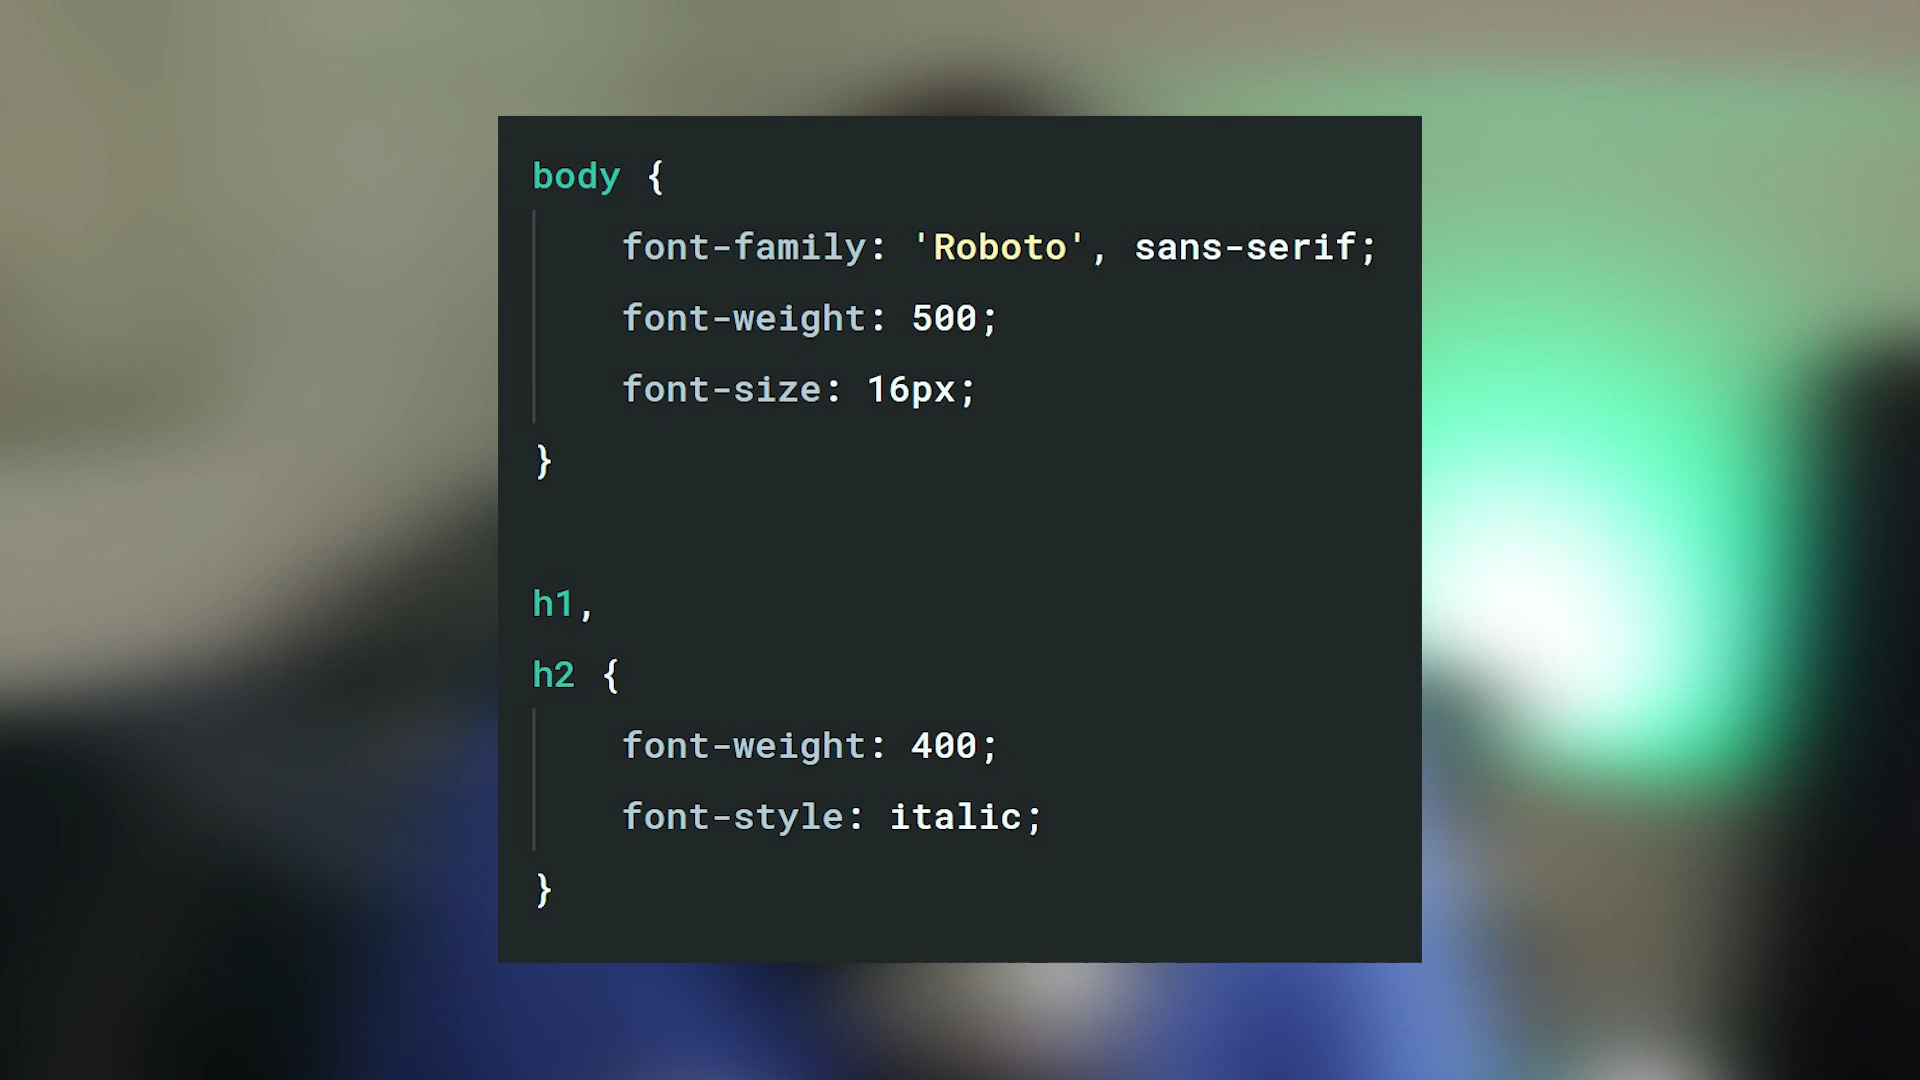 body {
    font-family: 'Roboto', sans-serif;
    font-weight: 500;
    font-size: 16px;
}

h1,
h2 {
    font-weight: 400;
    font-style: italic;
}